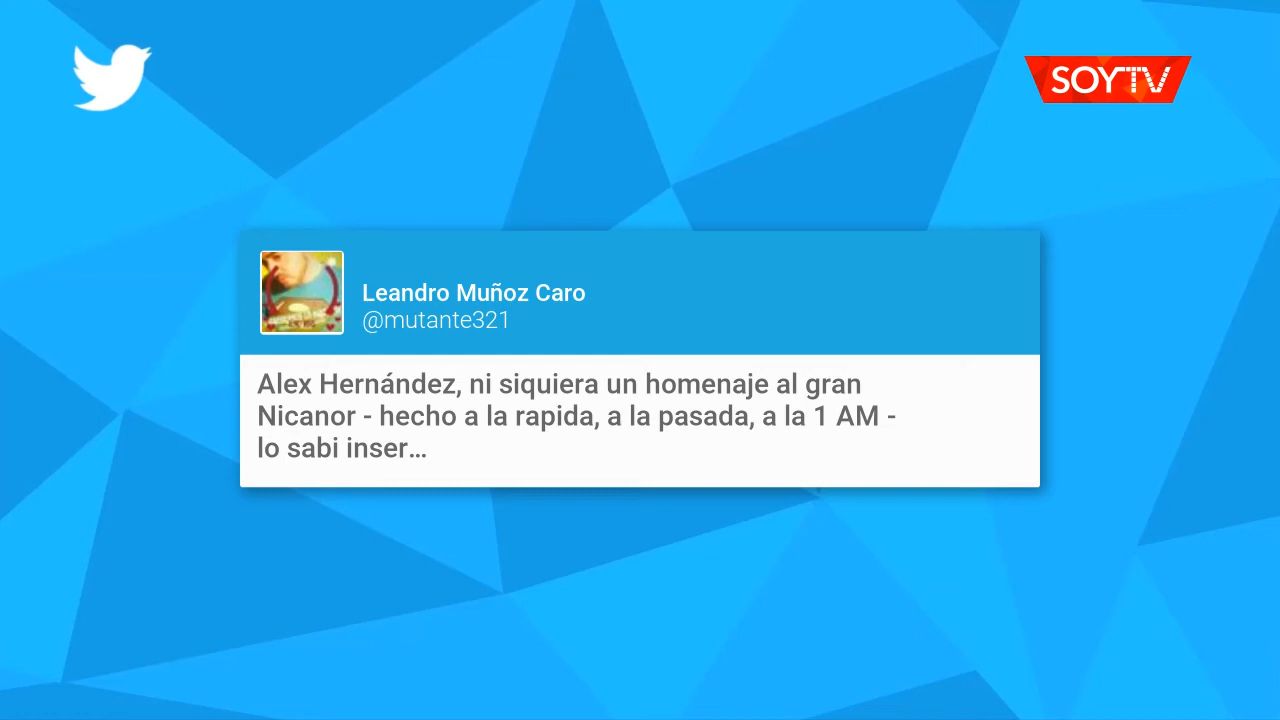 SOYTV
Leandro Muñoz Caro
@mutante321
Alex Hernández, ni siquiera un homenaje al gran
Nicanor - hecho a la rapida, a la pasada, a la 1 AM -
lo sabi inser…